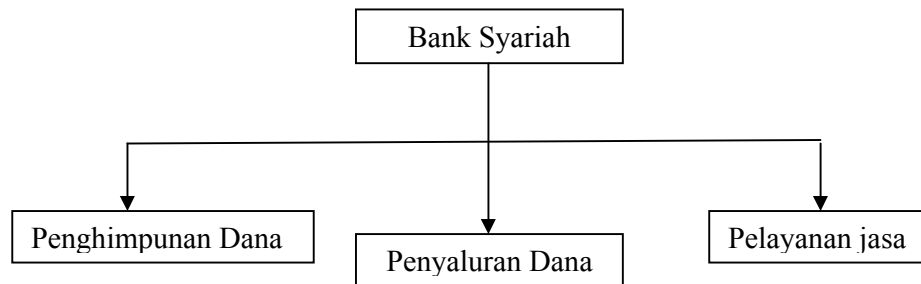 Bank Syariah
Penghimpunan Dana
Penyaluran Dana
Pelayanan jasa